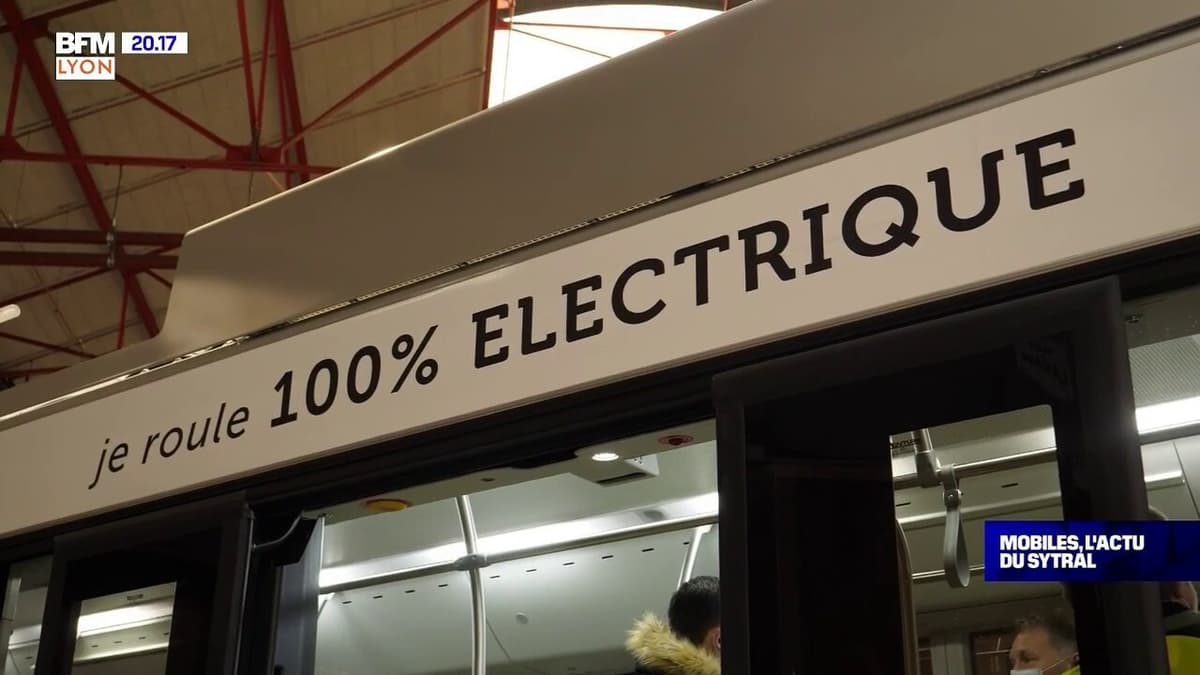 BFM 20.17
LYON
je roule 100% ELECTRIQUE
MOBILES, L'ACTU
DU SYTRAL